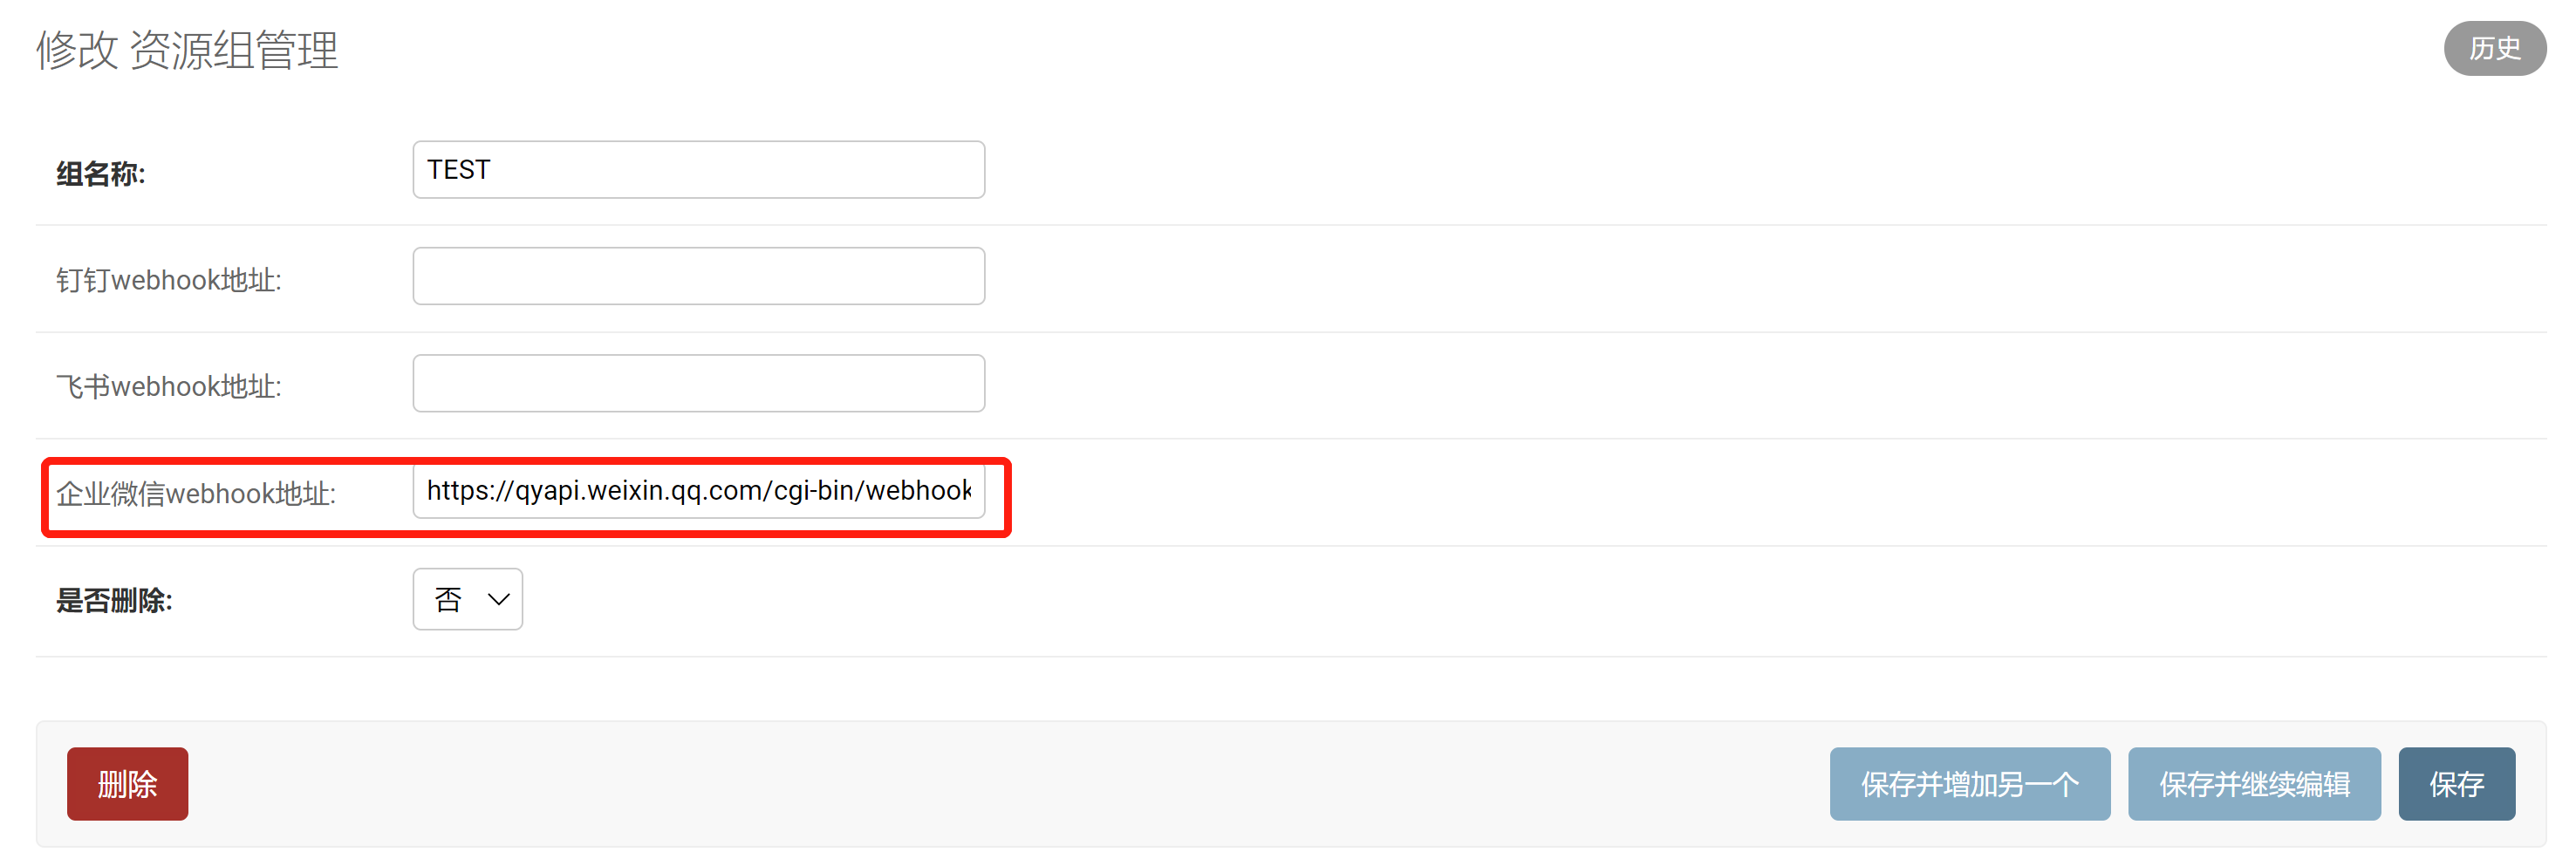 修改 资源组管理
历史
组名称:
TEST
钉钉webhook地址:
飞书webhook地址:
企业微信webhook地址:
https://qyapi.weixin.qq.com/cgi-bin/webhook
是否删除:
否
删除
保存并增加另一个
保存并继续编辑
保存